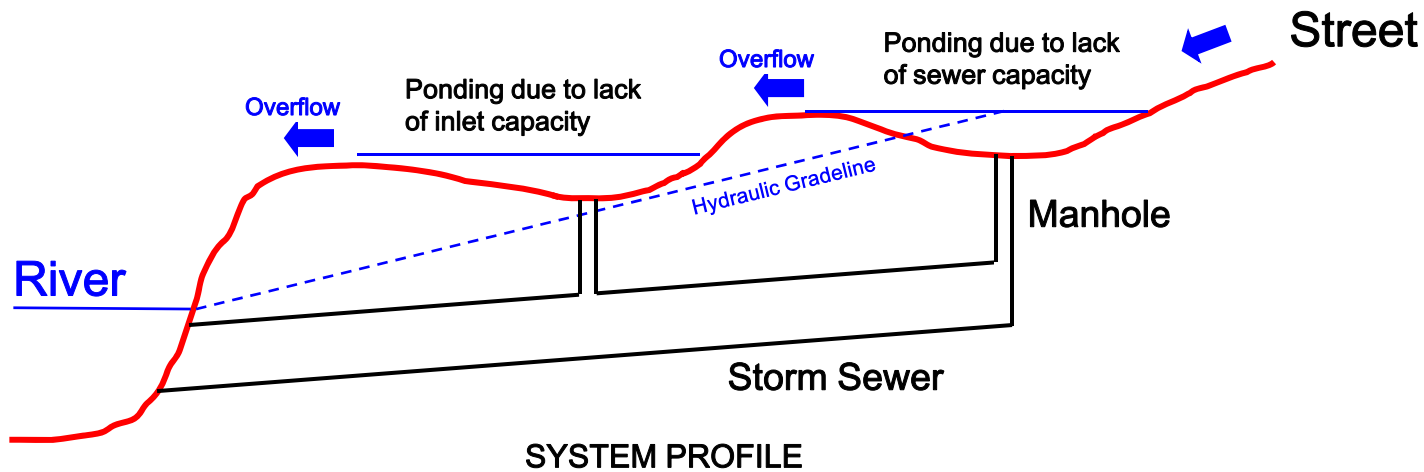 Street
Ponding due to lack
of sewer capacity
Overflow
Ponding due to lack
of inlet capacity
Overflow
Hydraulic Gradeline
Manhole
River
Storm Sewer
SYSTEM PROFILE